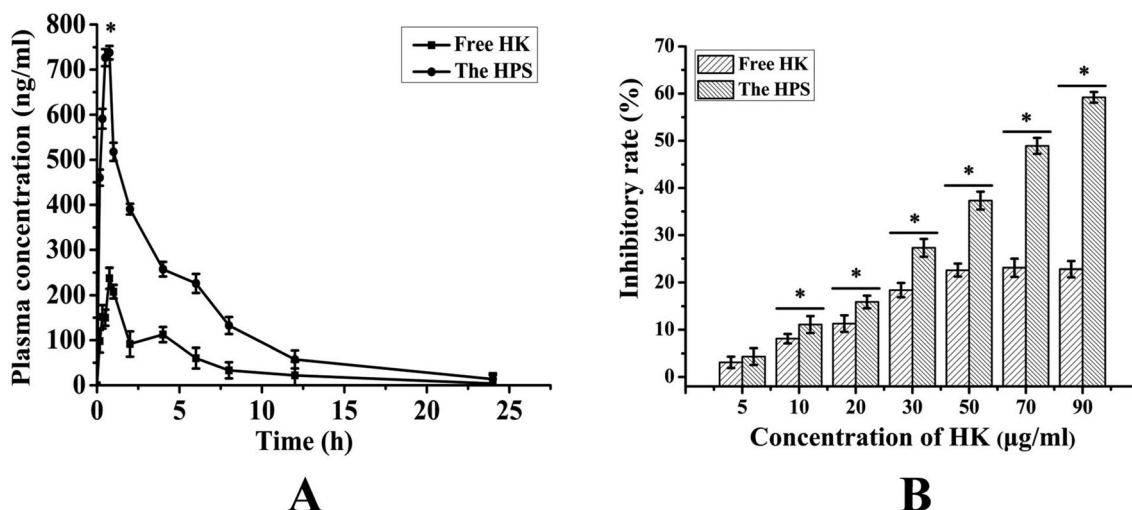 800
700
600
500
400
300
200
100
0
Plasma concentration (ng/ml)
*
Free HK
The HPS
0 5 10 15 20 25
Time (h)
A
70
60
50
40
30
20
10
0
Inhibitory rate (%)
Free HK
The HPS
* * * * * *
5 10 20 30 50 70 90
Concentration of HK (μg/ml)
B